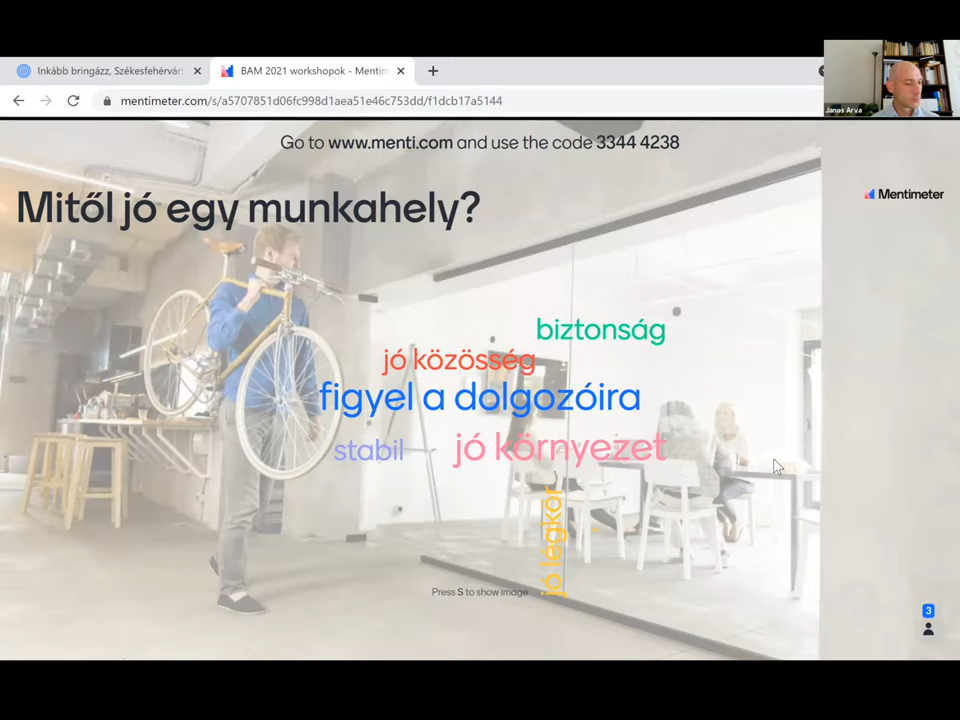 Inkább bringázz, Székesfehérvár!
BAM 2021 workshopok - Mentim
mentimeter.com/s/a5707851d06fc998d1aea51e46c753dd/f1dcb17a5144
Janos Arva
Go to www.menti.com and use the code 3344 4238
Mentimeter
Mitől jó egy munkahely?
biztonság
jó közösség
figyel a dolgozóira
stabil
jó környezet
jó légkör
Press S to show image
3